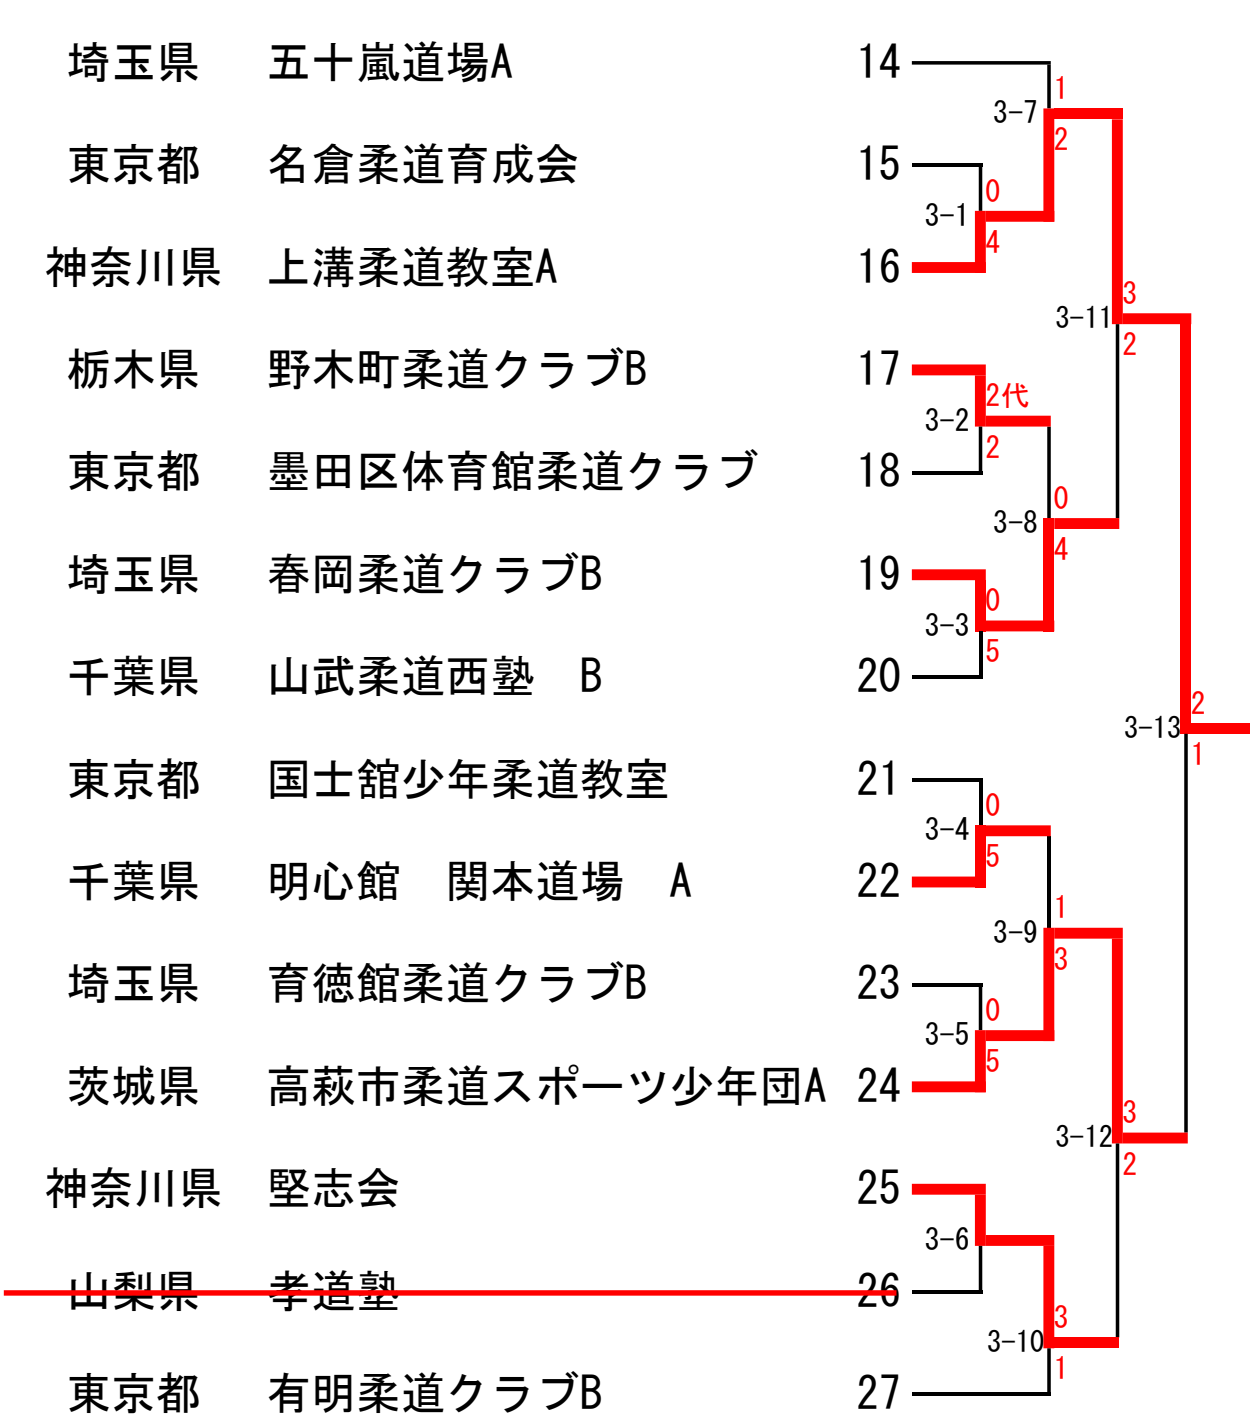 埼玉県 五十嵐道場A 14
1
3-7
2
東京都 名倉柔道育成会 15
0
3-1
4
神奈川県 上溝柔道教室A 16
3
3-11
2
栃木県 野木町柔道クラブB 17
2代
3-2
2
東京都 墨田区体育館柔道クラブ 18
0
3-8
4
埼玉県 春岡柔道クラブB 19
0
3-3
5
千葉県 山武柔道西塾 B 20
2
3-13
1
東京都 国士舘少年柔道教室 21
0
3-4
5
千葉県 明心館 関本道場 A 22
1
3-9
3
埼玉県 育徳館柔道クラブB 23
0
3-5
5
茨城県 高萩市柔道スポーツ少年団A 24
3
3-12
2
神奈川県 堅志会 25
3-6
山梨県 孝道塾 26
3
3-10
1
東京都 有明柔道クラブB 27